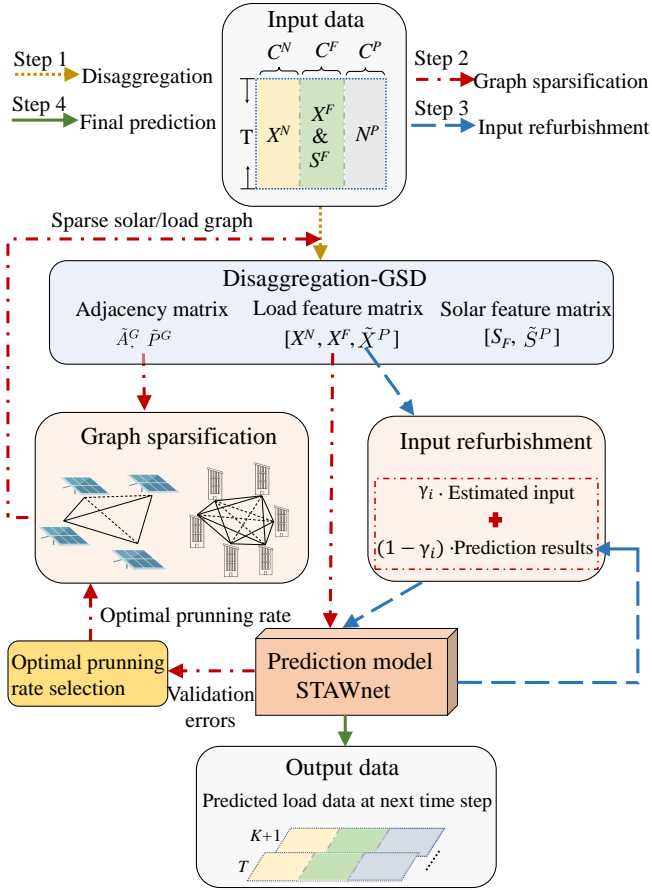 Input data
Step 1
Disaggregation
Step 4
Final prediction
C^N C^F C^P
T
X^N
X^F
&
S^F
N^P
Step 2
Graph sparsification
Step 3
Input refurbishment
Sparse solar/load graph
Disaggregation-GSD
Adjacency matrix
Ã^G, P̃^G
Load feature matrix
[X^N, X^F, X̃^P]
Solar feature matrix
[S_F, S̃^P]
Graph sparsification
Input refurbishment
γ_i · Estimated input
+
(1 − γ_i) ·Prediction results
Optimal prunning rate
Optimal prunning
rate selection
Validation
errors
Prediction model
STAWnet
Output data
Predicted load data at next time step
K+1
T
......